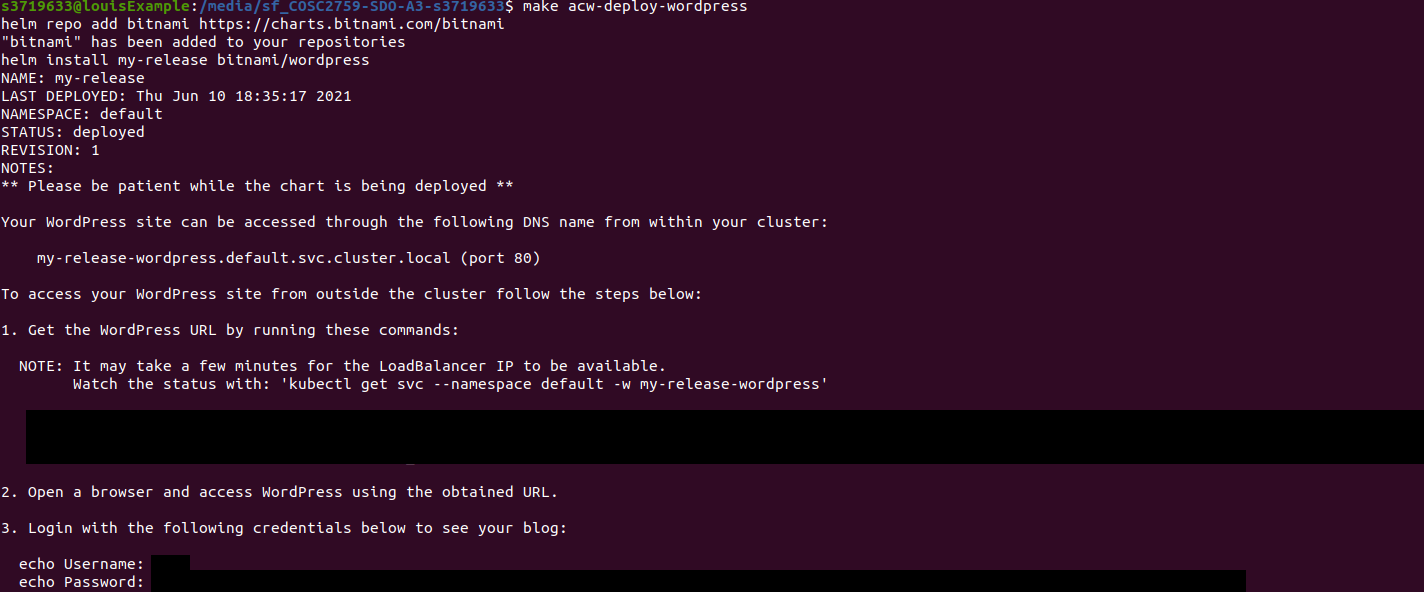 s3719633@louisExample:/media/sf_COSC2759-SDO-A3-s3719633$ make acw-deploy-wordpress
helm repo add bitnami https://charts.bitnami.com/bitnami
"bitnami" has been added to your repositories
helm install my-release bitnami/wordpress
NAME: my-release
LAST DEPLOYED: Thu Jun 10 18:35:17 2021
NAMESPACE: default
STATUS: deployed
REVISION: 1
NOTES:
** Please be patient while the chart is being deployed **
Your WordPress site can be accessed through the following DNS name from within your cluster:
my-release-wordpress.default.svc.cluster.local (port 80)
To access your WordPress site from outside the cluster follow the steps below:
1. Get the WordPress URL by running these commands:
NOTE: It may take a few minutes for the LoadBalancer IP to be available.
Watch the status with: 'kubectl get svc --namespace default -w my-release-wordpress'
2. Open a browser and access WordPress using the obtained URL.
3. Login with the following credentials below to see your blog:
echo Username:
echo Password: